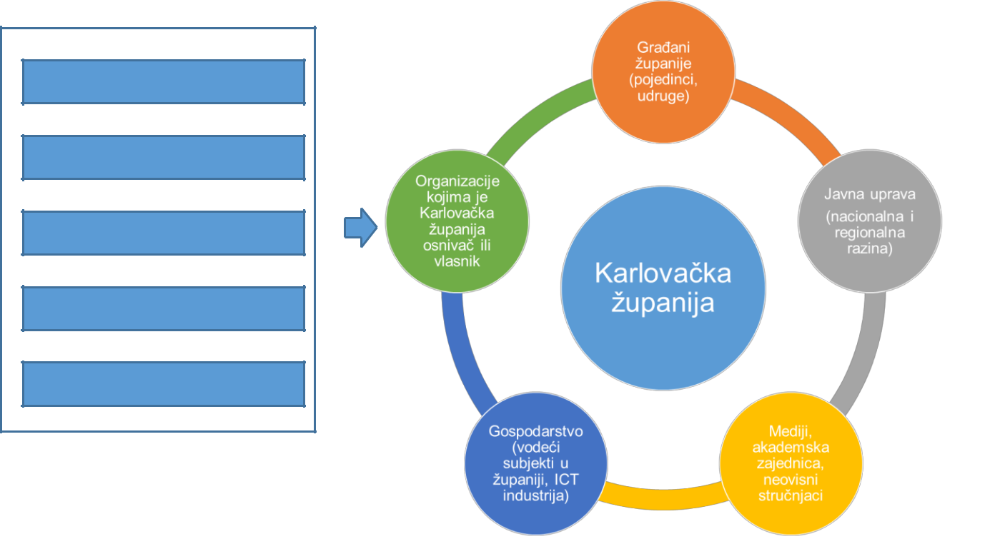 Građani
županije
(pojedinci,
udruge)
Javna uprava
(nacionalna i
regionalna
razina)
Mediji,
akademska
zajednica,
neovisni
stručnjaci
Gospodarstvo
(vodeći
subjekti u
županiji, ICT
industrija)
Organizacije
kojima je
Karlovačka
županija
osnivač ili
vlasnik
Karlovačka
županija